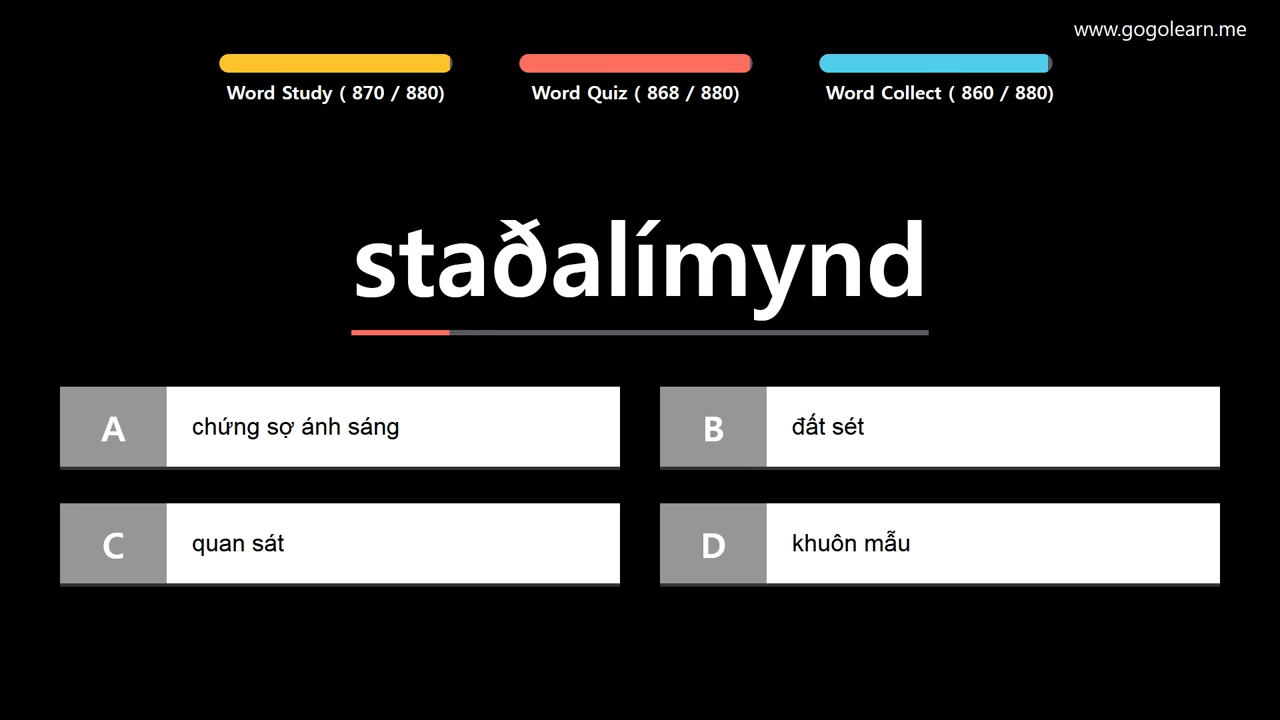 www.gogolearn.me
Word Study ( 870 / 880)
Word Quiz ( 868 / 880)
Word Collect ( 860 / 880)
staðalímynd
A
chứng sợ ánh sáng
B
đất sét
C
quan sát
D
khuôn mẫu